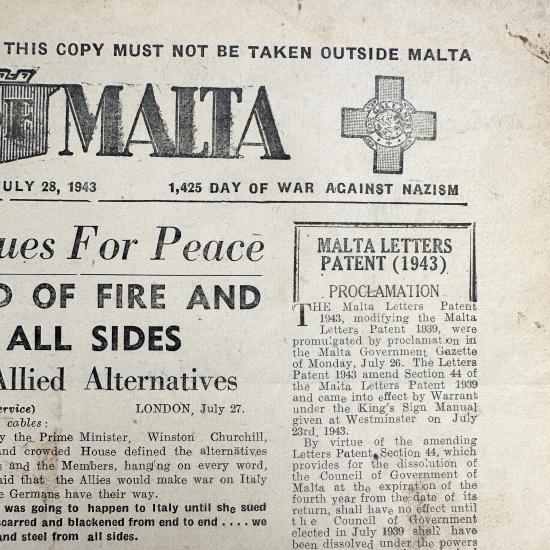 THIS COPY MUST NOT BE TAKEN OUTSIDE MALTA
MALTA
JULY 28, 1943
1,425 DAY OF WAR AGAINST NAZISM
ues For Peace
D OF FIRE AND
ALL SIDES
Allied Alternatives
ervice)
LONDON, July 27.
cables:
y the Prime Minister, Winston Churchill,
and crowded House defined the alternatives
s and the Members, hanging on every word,
aid that the Allies would make war on Italy
e Germans have their way.
was going to happen to Italy until she sued
scarred and blackened from end to end .... we
and steel from all sides.
MALTA LETTERS
PATENT (1943)
PROCLAMATION
THE Malta Letters Patent
1943, modifying the Malta
Letters Patent 1939, were
promulgated by proclamation in
the Malta Government Gazette
of Monday, July 26. The Letters
Patent 1943 amend Section 44 of
the Malta Letters Patent 1939
and came into effect by Warrant
under the King's Sign Manual
given at Westminster on July
23rd, 1943.
By virtue of the amending
Letters Patent, Section 44, which
provides for the dissolution of
the Council of Government of
Malta at the expiration of the
fourth year from the date of its
return, shall have no effect until
the Council of Government
elected in July 1939 shall have
been dissolved under the powers